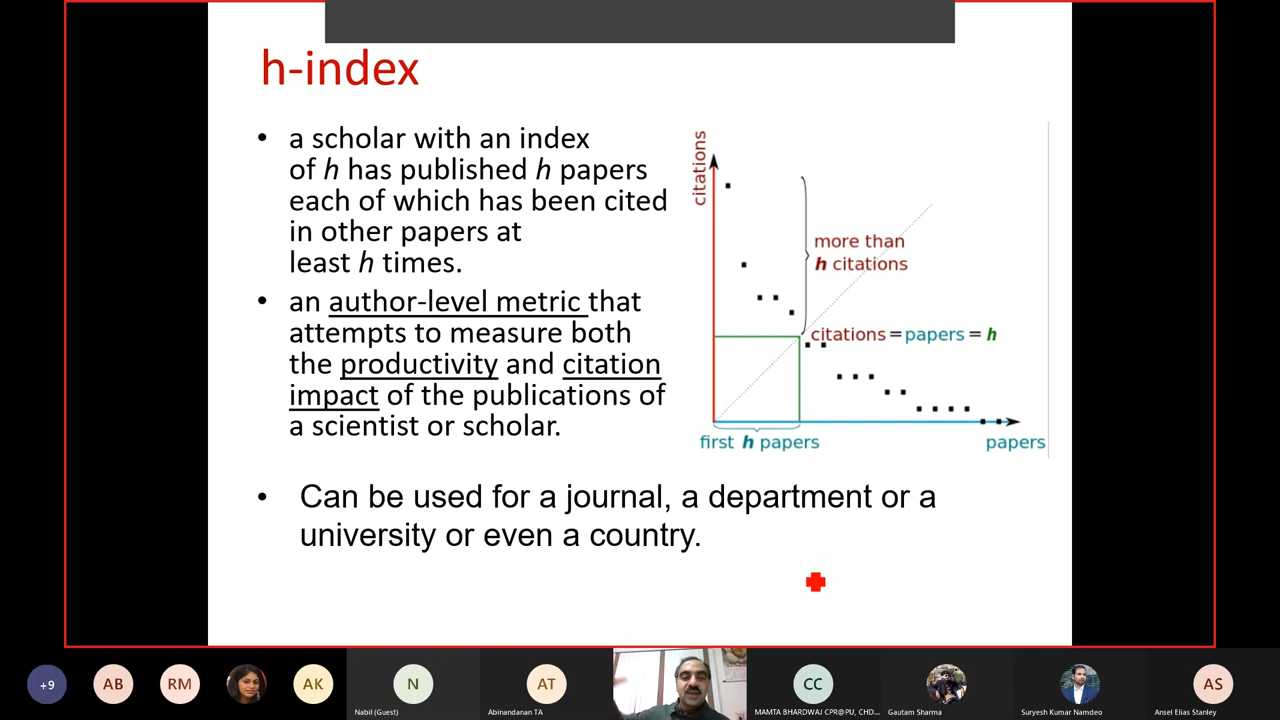 h-index
• a scholar with an index
of h has published h papers
each of which has been cited
in other papers at
least h times.
• an author-level metric that
attempts to measure both
the productivity and citation
impact of the publications of
a scientist or scholar.
citations
more than
h citations
citations = papers = h
first h papers
papers
• Can be used for a journal, a department or a
university or even a country.
+9
AB
RM
AK
N
Nabil (Guest)
AT
Abinandanan TA
CC
MAMTA BHARDWAJ CPR@PU, CHD...
Gautam Sharma
Suryesh Kumar Namdeo
AS
Ansel Elias Stanley